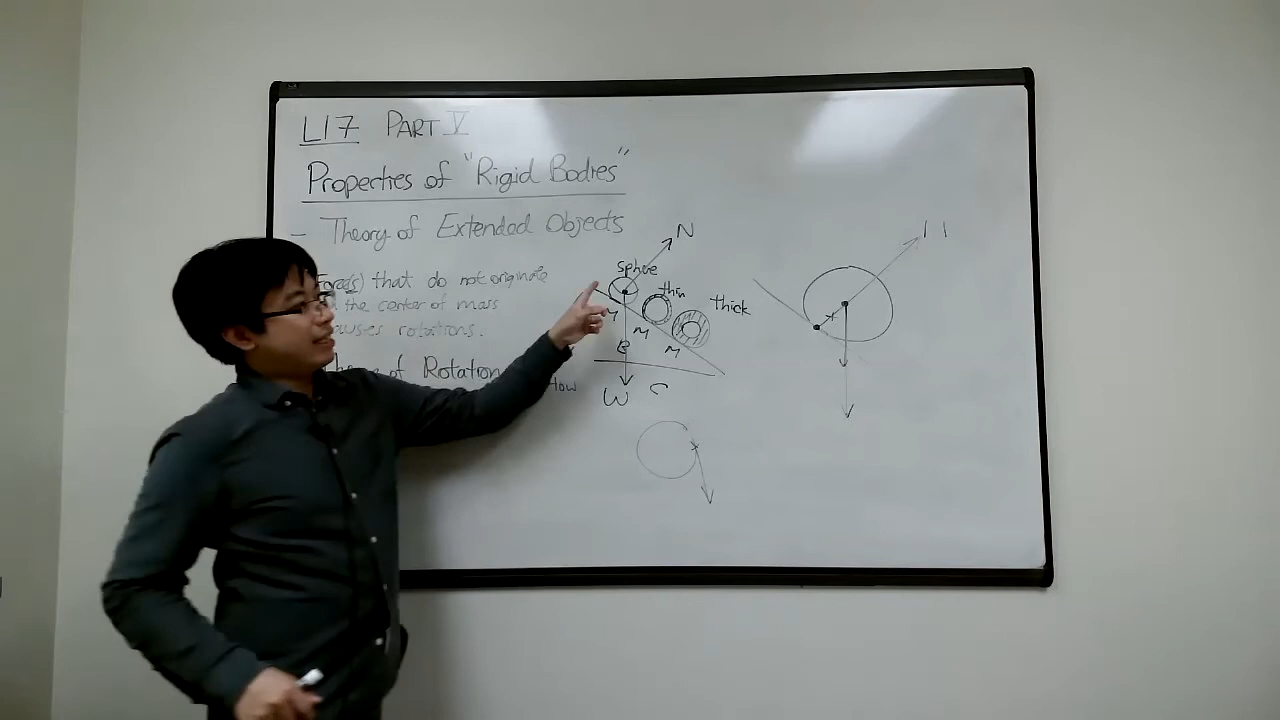 L17 PART V
Properties of "Rigid Bodies"
- Theory of Extended Objects
Force(s) that do not originate
the center of mass
causes rotations.
of Rotation
How
N
sphere
thin
thick
M
M
M
θ
W